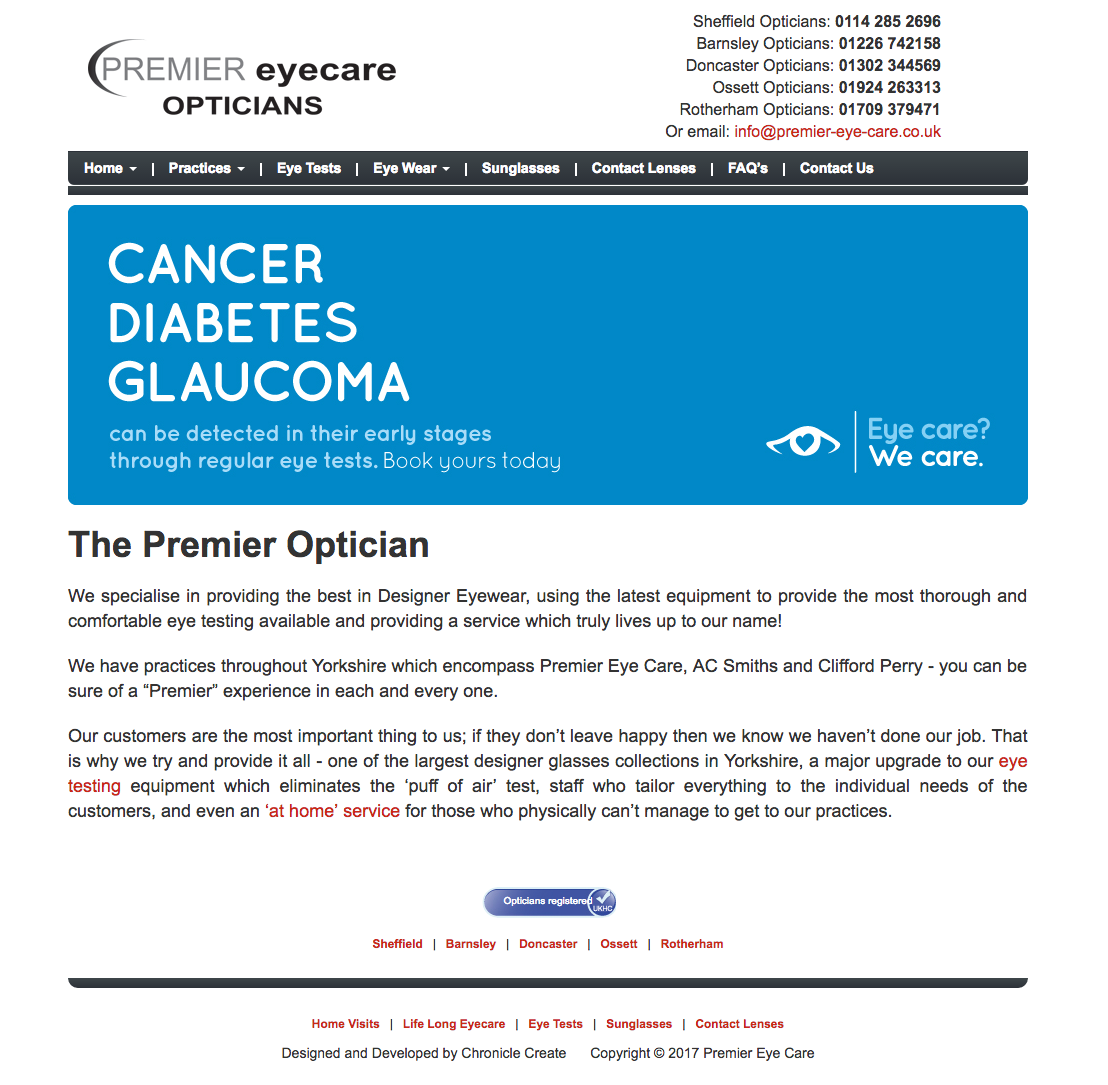 PREMIER eyecare
OPTICIANS
Sheffield Opticians: 0114 285 2696
Barnsley Opticians: 01226 742158
Doncaster Opticians: 01302 344569
Ossett Opticians: 01924 263313
Rotherham Opticians: 01709 379471
Or email: info@premier-eye-care.co.uk
Home | Practices | Eye Tests | Eye Wear | Sunglasses | Contact Lenses | FAQ's | Contact Us
CANCER
DIABETES
GLAUCOMA
can be detected in their early stages
through regular eye tests. Book yours today
Eye care?
We care.
The Premier Optician
We specialise in providing the best in Designer Eyewear, using the latest equipment to provide the most thorough and
comfortable eye testing available and providing a service which truly lives up to our name!
We have practices throughout Yorkshire which encompass Premier Eye Care, AC Smiths and Clifford Perry - you can be
sure of a “Premier” experience in each and every one.
Our customers are the most important thing to us; if they don’t leave happy then we know we haven’t done our job. That
is why we try and provide it all - one of the largest designer glasses collections in Yorkshire, a major upgrade to our eye
testing equipment which eliminates the ‘puff of air’ test, staff who tailor everything to the individual needs of the
customers, and even an ‘at home’ service for those who physically can’t manage to get to our practices.
Opticians registered UKHC
Sheffield | Barnsley | Doncaster | Ossett | Rotherham
Home Visits | Life Long Eyecare | Eye Tests | Sunglasses | Contact Lenses
Designed and Developed by Chronicle Create Copyright © 2017 Premier Eye Care